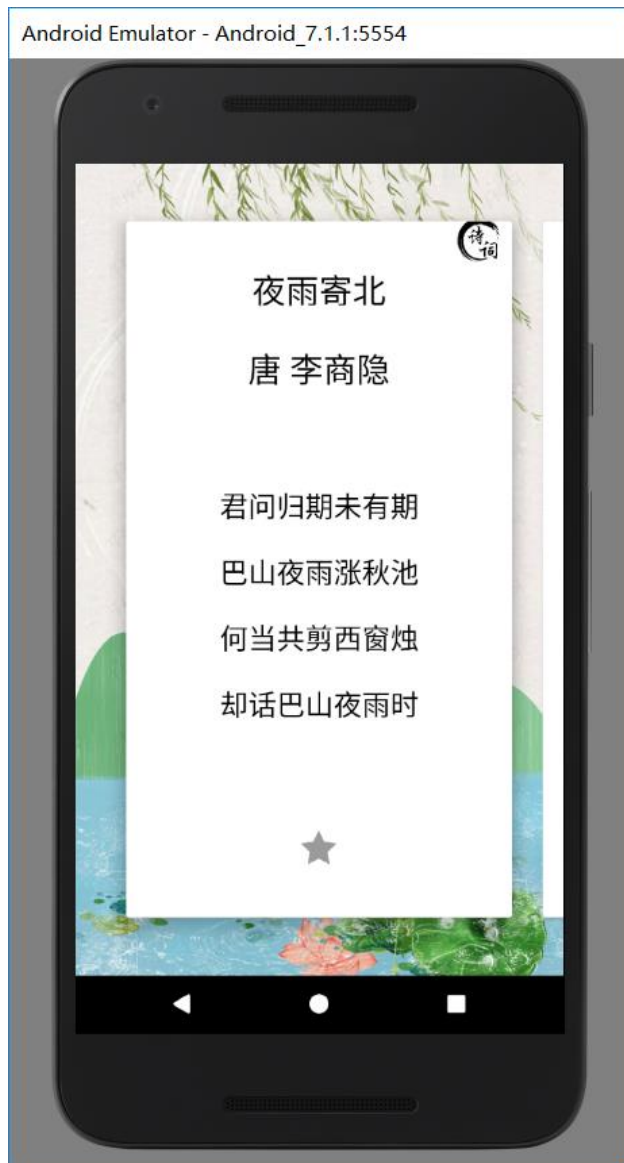 Android Emulator - Android_7.1.1:5554
诗词
夜雨寄北
唐 李商隐
君问归期未有期
巴山夜雨涨秋池
何当共剪西窗烛
却话巴山夜雨时